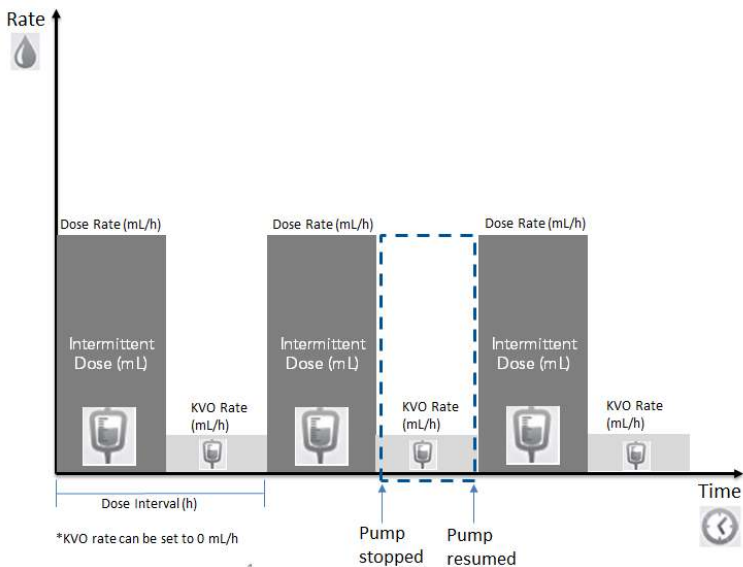 Rate
Dose Rate (mL/h)
Dose Rate (mL/h)
Dose Rate (mL/h)
Intermittent
Dose (mL)
Intermittent
Dose (mL)
Intermittent
Dose (mL)
KVO Rate
(mL/h)
KVO Rate
(mL/h)
KVO Rate
(mL/h)
Time
Dose Interval (h)
*KVO rate can be set to 0 mL/h
Pump
stopped
Pump
resumed